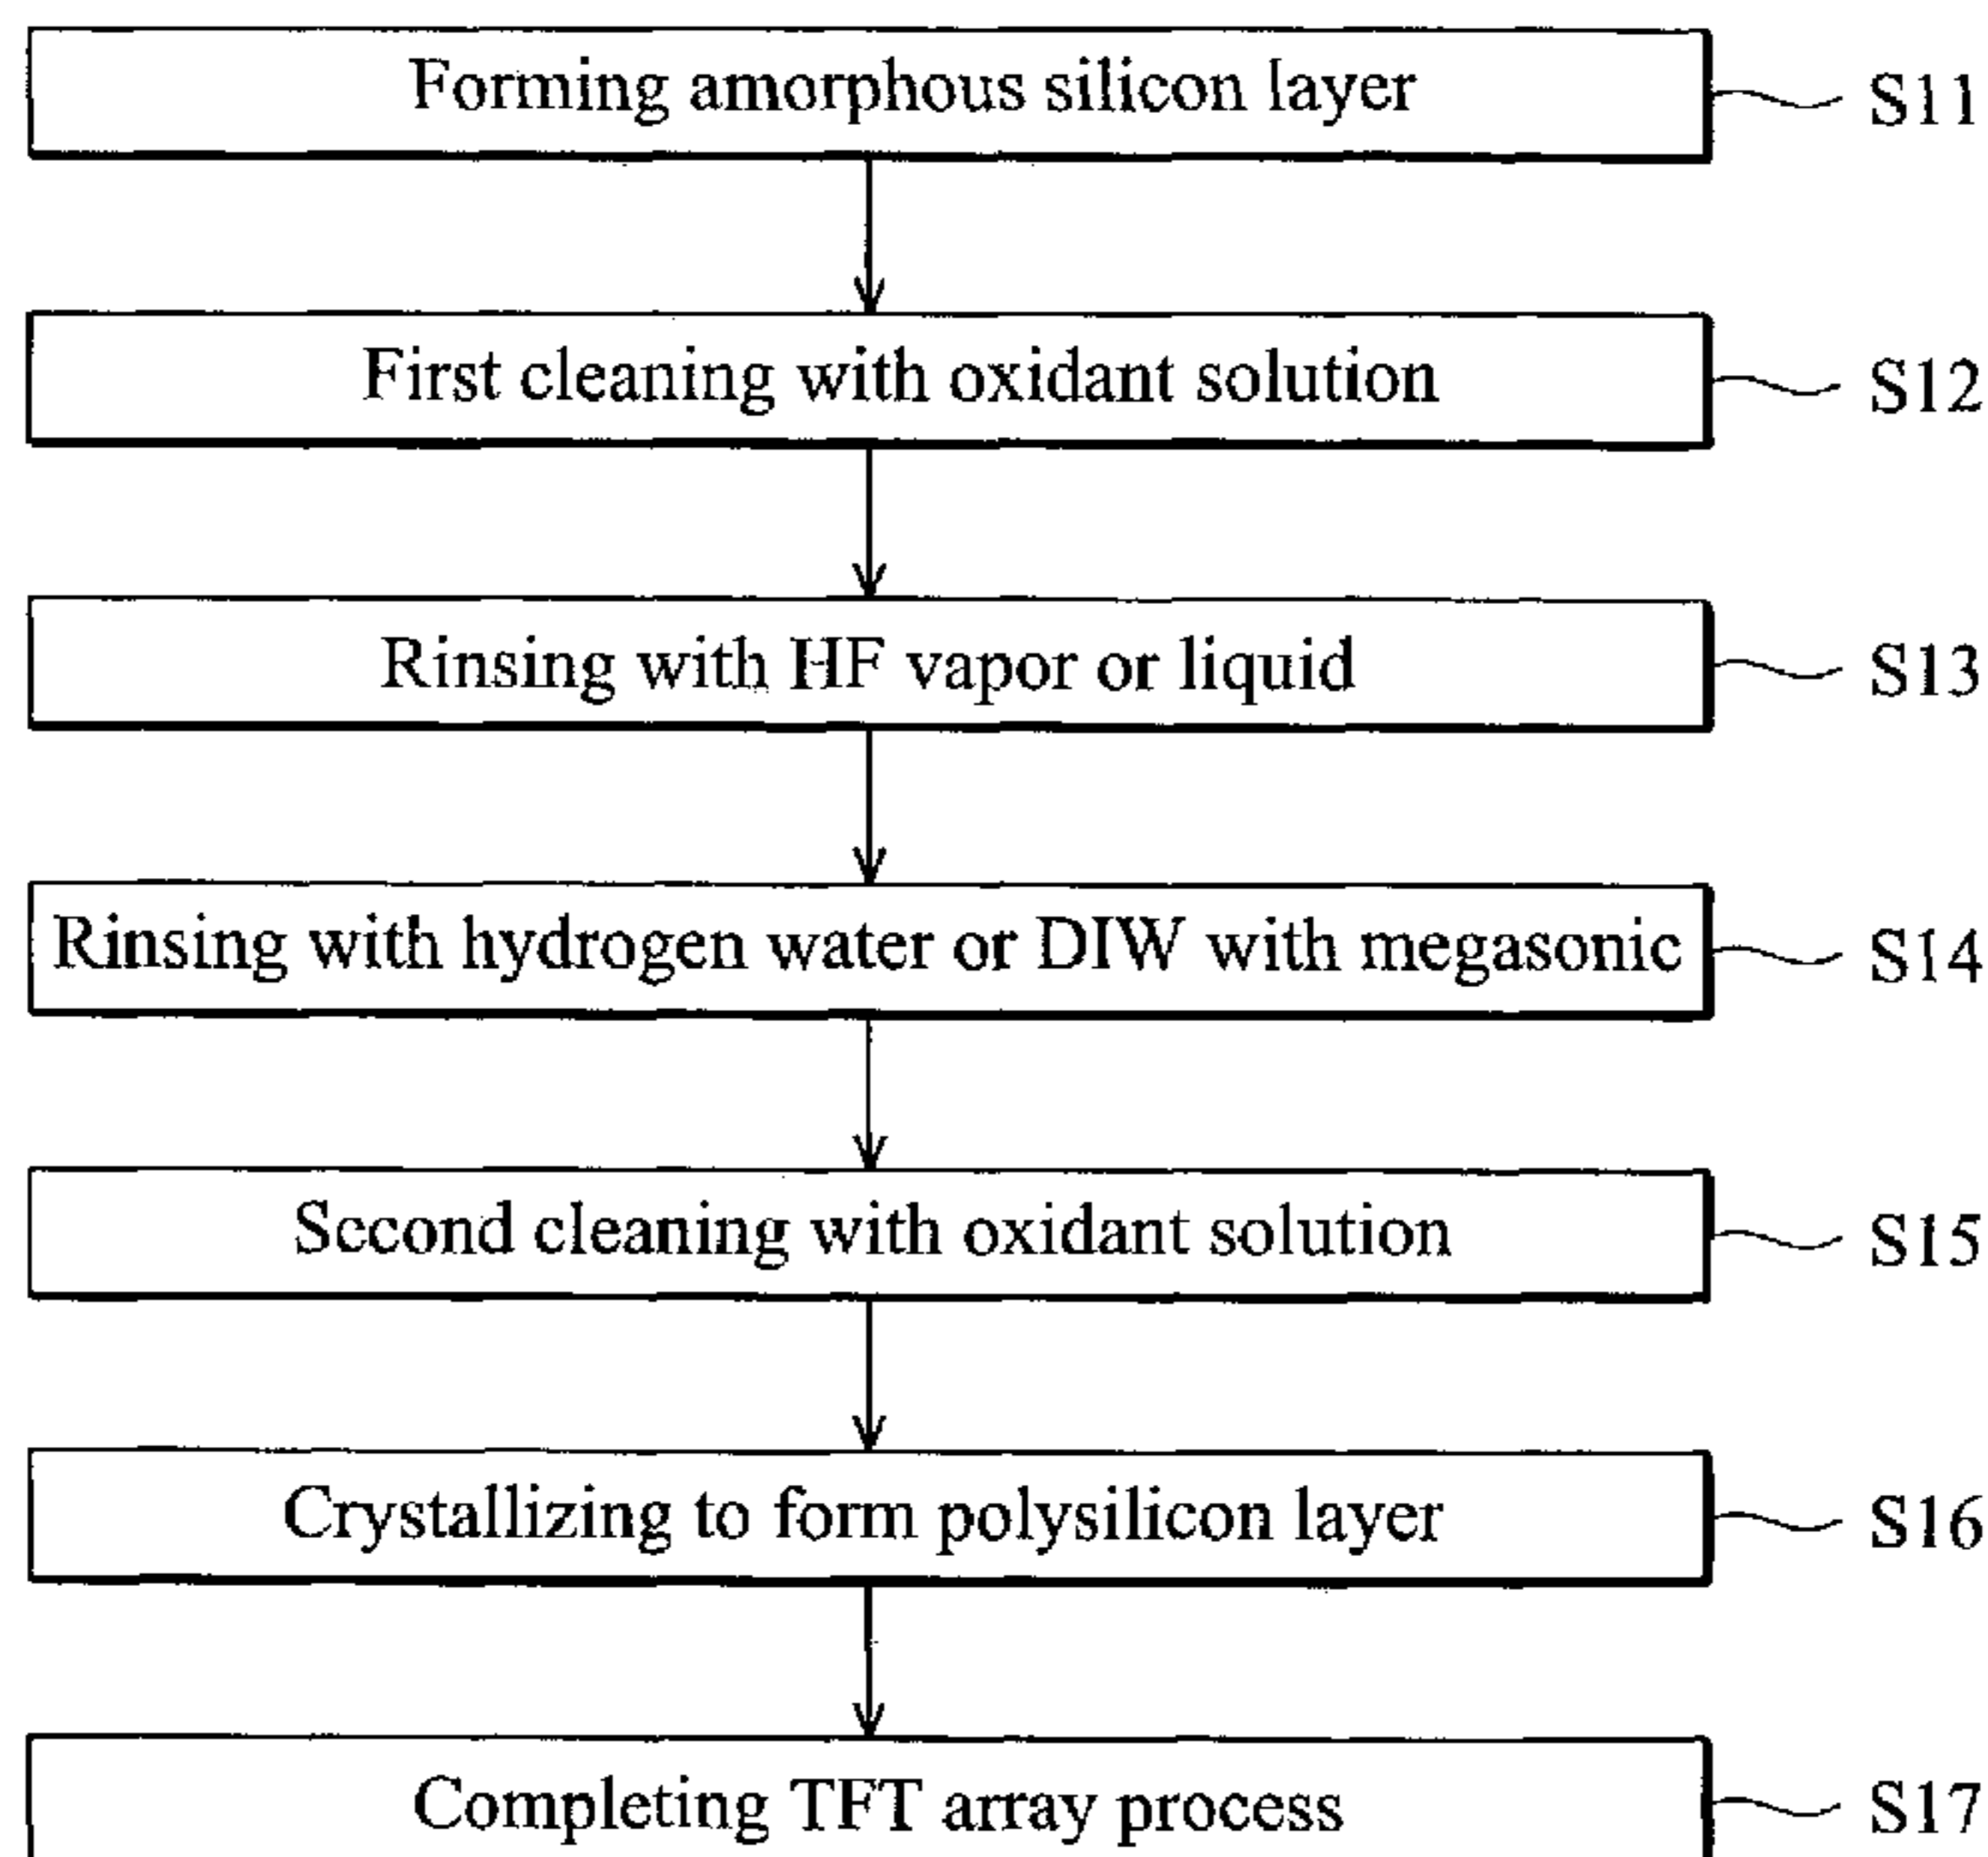 Forming amorphous silicon layer S11
First cleaning with oxidant solution S12
Rinsing with HF vapor or liquid S13
Rinsing with hydrogen water or DIW with megasonic S14
Second cleaning with oxidant solution S15
Crystallizing to form polysilicon layer S16
Completing TFT array process S17